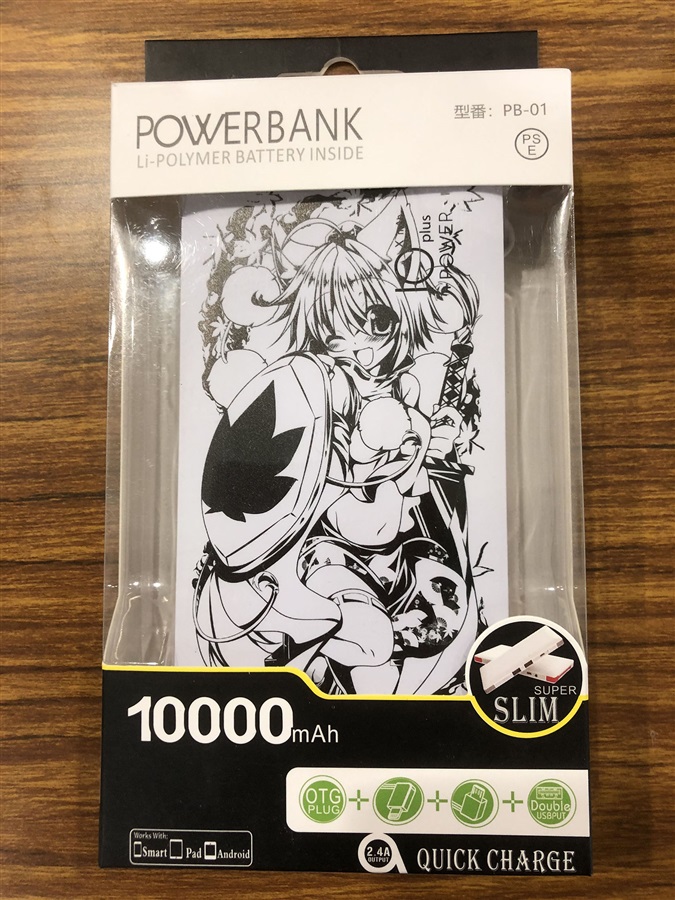 POWERBANK
Li-POLYMER BATTERY INSIDE
型番: PB-01
PS
E
plus
POWER
10000mAh
SUPER
SLIM
OTG
PLUG
Double
USBPUT
Works With:
Smart Pad Android
2.4A
OUTPUT
QUICK CHARGE